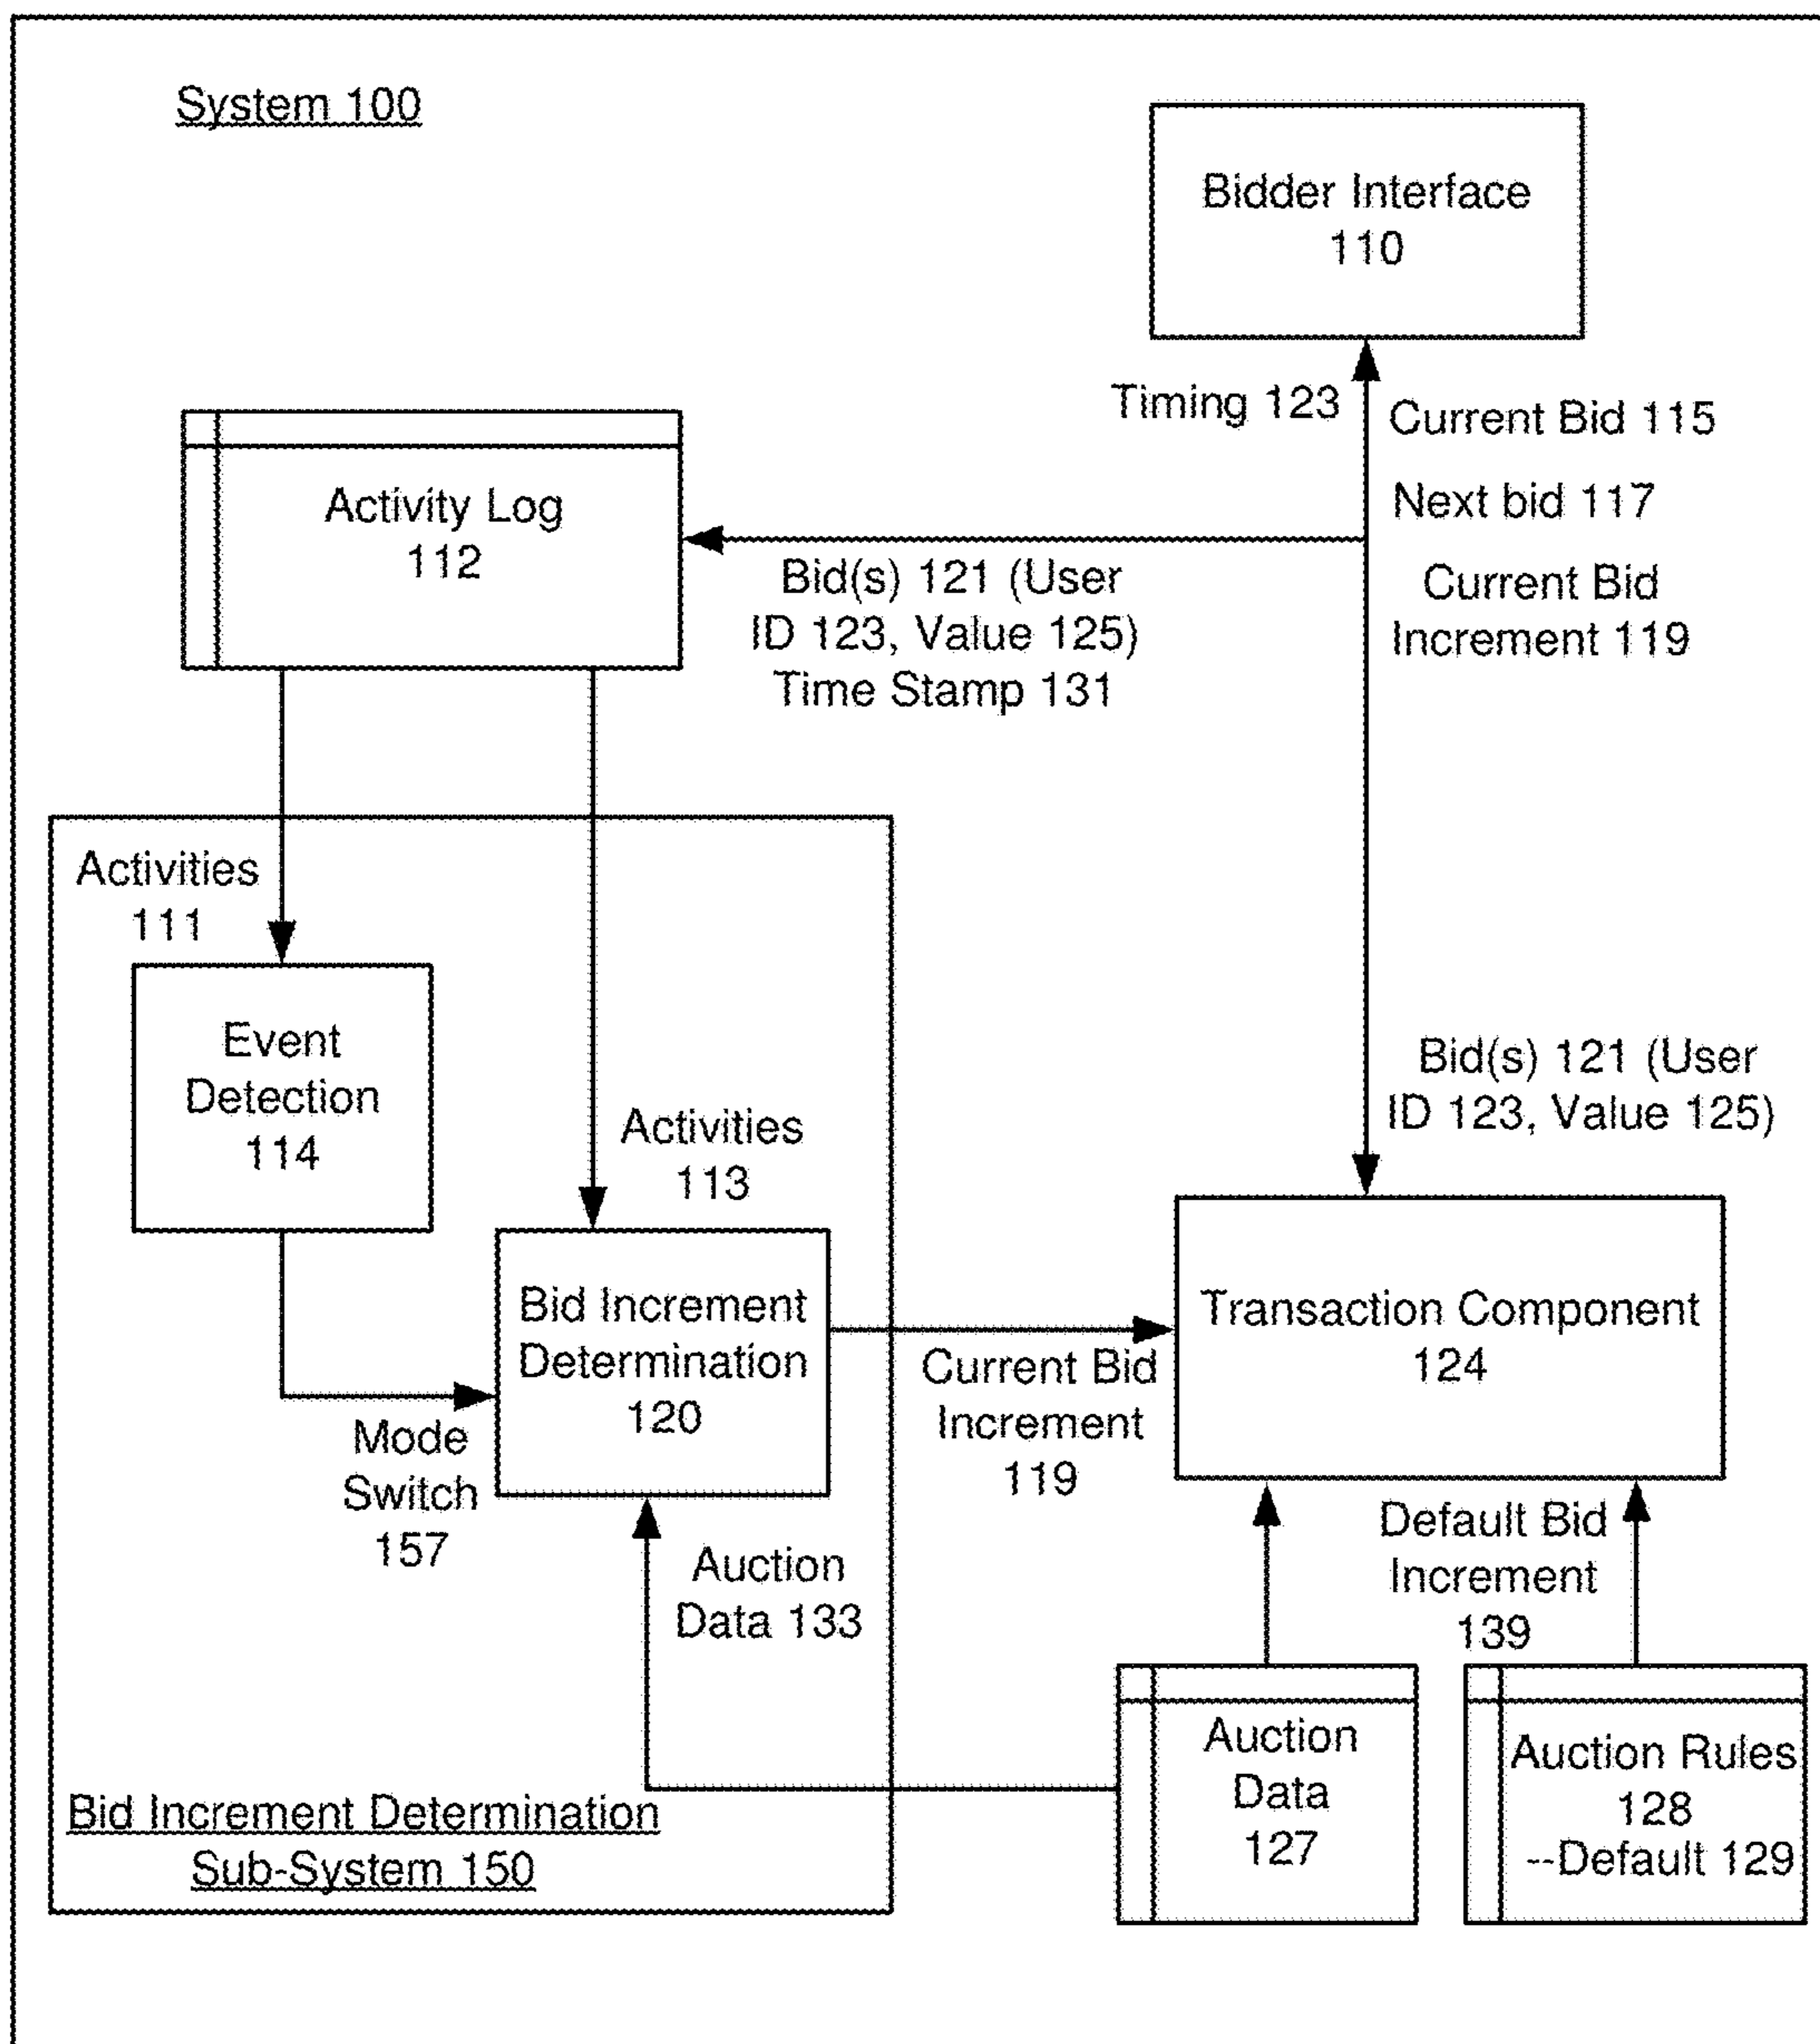 System 100
Bidder Interface
110
Timing 123
Current Bid 115
Next bid 117
Current Bid
Increment 119
Activity Log
112
Bid(s) 121 (User
ID 123, Value 125)
Time Stamp 131
Activities
111
Event
Detection
114
Activities
113
Bid(s) 121 (User
ID 123, Value 125)
Bid Increment
Determination
120
Transaction Component
124
Current Bid
Increment
119
Mode
Switch
157
Auction
Data 133
Default Bid
Increment
139
Auction
Data
127
Auction Rules
128
--Default 129
Bid Increment Determination
Sub-System 150